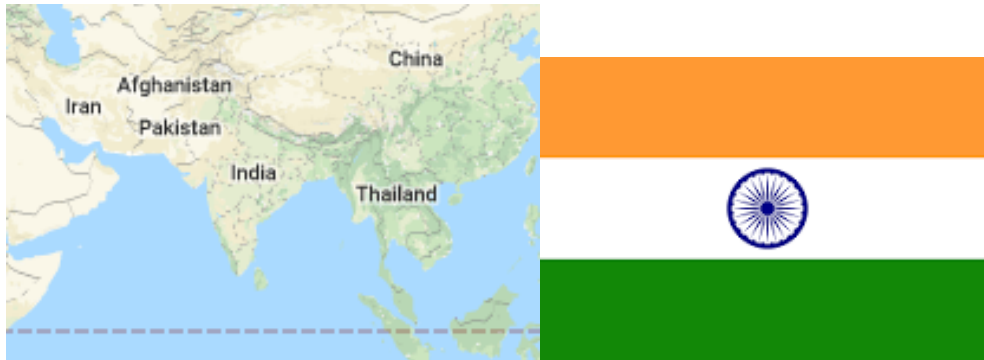 China
Afghanistan
Iran
Pakistan
India
Thailand